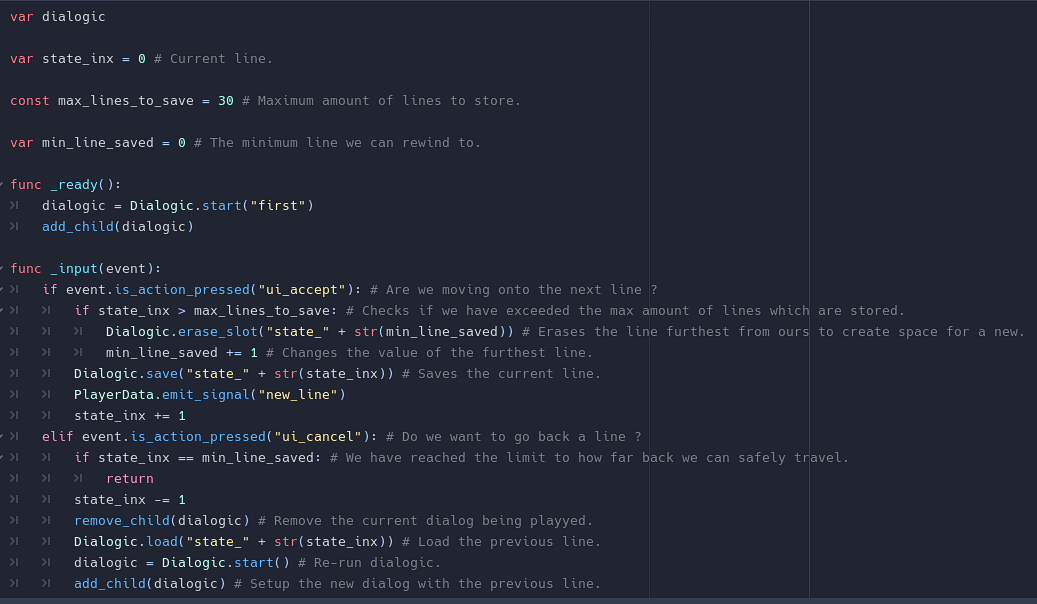 var dialogic
var state_inx = 0 # Current line.
const max_lines_to_save = 30 # Maximum amount of lines to store.
var min_line_saved = 0 # The minimum line we can rewind to.
func _ready():
	dialogic = Dialogic.start("first")
	add_child(dialogic)
func _input(event):
	if event.is_action_pressed("ui_accept"): # Are we moving onto the next line ?
		if state_inx > max_lines_to_save: # Checks if we have exceeded the max amount of lines which are stored.
			Dialogic.erase_slot("state_" + str(min_line_saved)) # Erases the line furthest from ours to create space for a new.
			min_line_saved += 1 # Changes the value of the furthest line.
		Dialogic.save("state_" + str(state_inx)) # Saves the current line.
		PlayerData.emit_signal("new_line")
		state_inx += 1
	elif event.is_action_pressed("ui_cancel"): # Do we want to go back a line ?
		if state_inx == min_line_saved: # We have reached the limit to how far back we can safely travel.
			return
		state_inx -= 1
		remove_child(dialogic) # Remove the current dialog being playyed.
		Dialogic.load("state_" + str(state_inx)) # Load the previous line.
		dialogic = Dialogic.start() # Re-run dialogic.
		add_child(dialogic) # Setup the new dialog with the previous line.